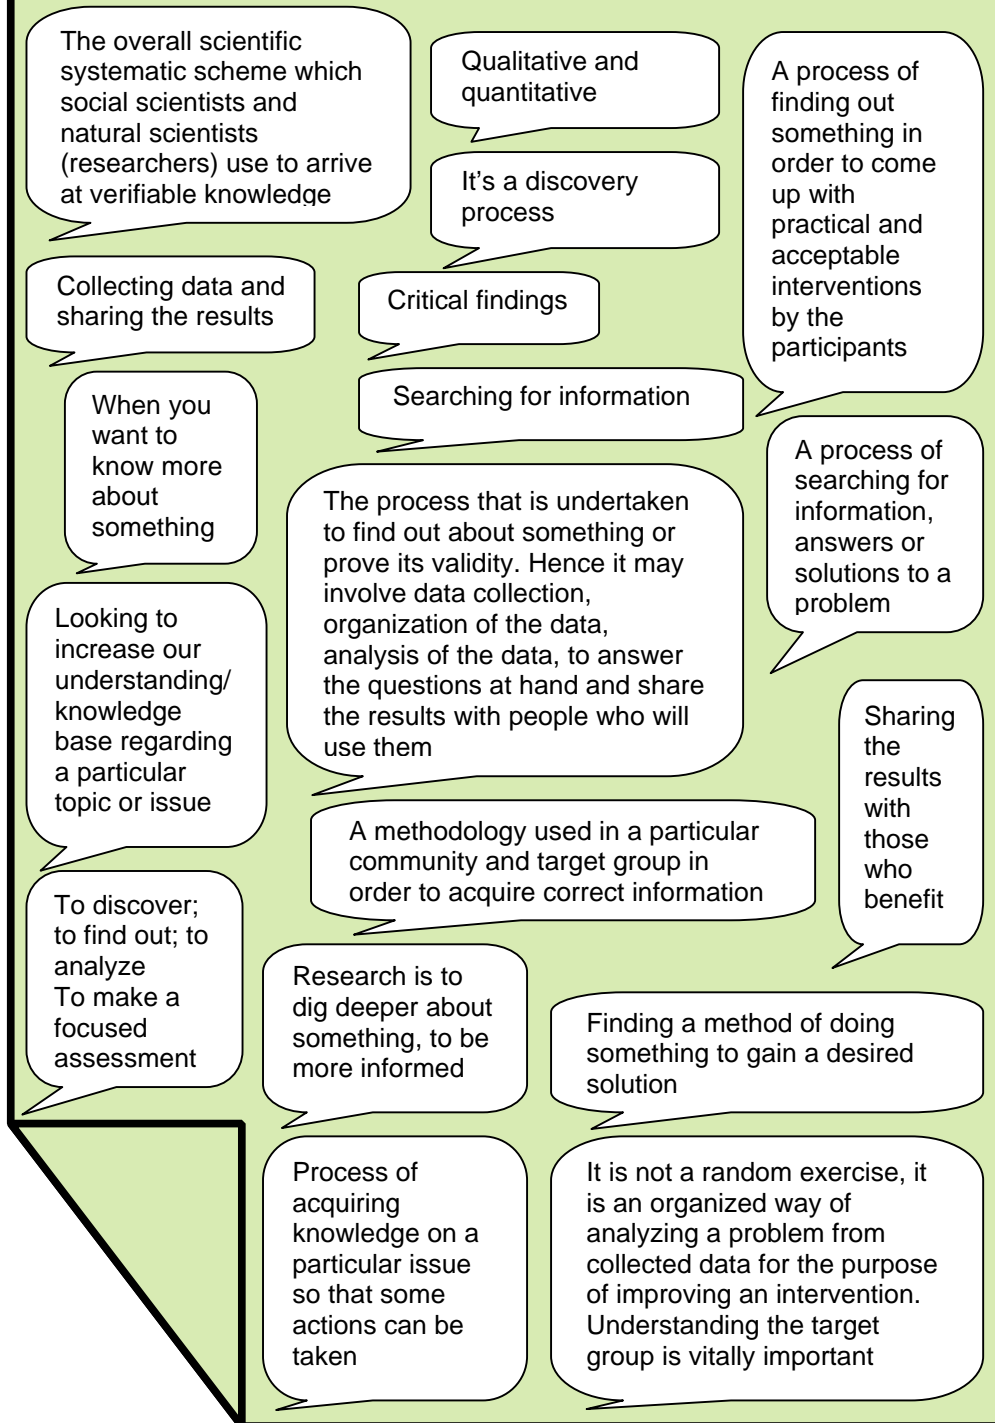 The overall scientific
systematic scheme which
social scientists and
natural scientists
(researchers) use to arrive
at verifiable knowledge
Qualitative and
quantitative
A process of
finding out
something in
order to come
up with
practical and
acceptable
interventions
by the
participants
It's a discovery
process
Collecting data and
sharing the results
Critical findings
When you
want to
know more
about
something
Searching for information
A process of
searching for
information,
answers or
solutions to a
problem
The process that is undertaken
to find out about something or
prove its validity. Hence it may
involve data collection,
organization of the data,
analysis of the data, to answer
the questions at hand and share
the results with people who will
use them
Looking to
increase our
understanding/
knowledge
base regarding
a particular
topic or issue
Sharing
the
results
with
those
who
benefit
A methodology used in a particular
community and target group in
order to acquire correct information
To discover;
to find out; to
analyze
To make a
focused
assessment
Research is to
dig deeper about
something, to be
more informed
Finding a method of doing
something to gain a desired
solution
Process of
acquiring
knowledge on a
particular issue
so that some
actions can be
taken
It is not a random exercise, it
is an organized way of
analyzing a problem from
collected data for the purpose
of improving an intervention.
Understanding the target
group is vitally important